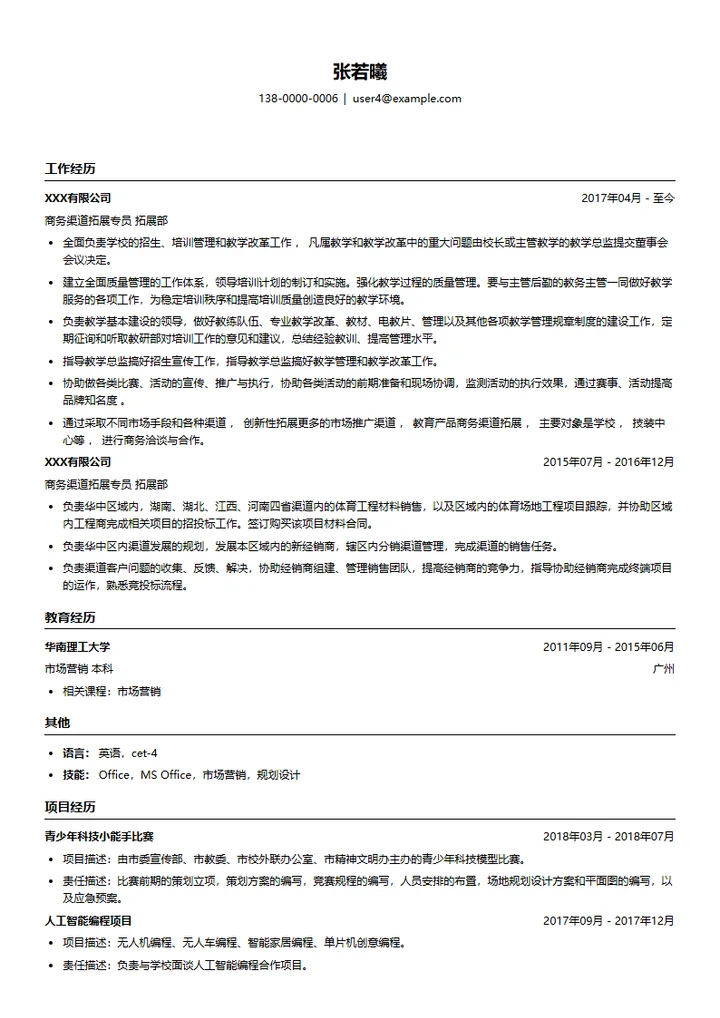 张若曦
138-0000-0006 | user4@example.com
工作经历
XXX有限公司 2017年04月 - 至今
商务渠道拓展专员 拓展部
• 全面负责学校的招生、培训管理和教学改革工作 ， 凡属教学和教学改革中的重大问题由校长或主管教学的教学总监提交董事会
会议决定。
• 建立全面质量管理的工作体系，领导培训计划的制订和实施。强化教学过程的质量管理。要与主管后勤的教务主管一同做好教学
服务的各项工作，为稳定培训秩序和提高培训质量创造良好的教学环境。
• 负责教学基本建设的领导，做好教练队伍、专业教学改革、教材、电教片、管理以及其他各项教学管理规章制度的建设工作，定
期征询和听取教研部对培训工作的意见和建议，总结经验教训、提高管理水平。
• 指导教学总监搞好招生宣传工作，指导教学总监搞好教学管理和教学改革工作。
• 协助做各类比赛、活动的宣传、推广与执行，协助各类活动的前期准备和现场协调，监测活动的执行效果，通过赛事、活动提高
品牌知名度 。
• 通过采取不同市场手段和各种渠道 ， 创新性拓展更多的市场推广渠道 ， 教育产品商务渠道拓展 ， 主要对象是学校 ， 技装中
心等 ， 进行商务洽谈与合作。
XXX有限公司 2015年07月 - 2016年12月
商务渠道拓展专员 拓展部
• 负责华中区域内，湖南、湖北、江西、河南四省渠道内的体育工程材料销售，以及区域内的体育场地工程项目跟踪，并协助区域
内工程商完成相关项目的招投标工作。签订购买该项目材料合同。
• 负责华中区内渠道发展的规划，发展本区域内的新经销商，辖区内分销渠道管理，完成渠道的销售任务。
• 负责渠道客户问题的收集、反馈、解决，协助经销商组建、管理销售团队，提高经销商的竞争力，指导协助经销商完成终端项目
的运作，熟悉竞投标流程。
教育经历
华南理工大学 2011年09月 - 2015年06月
市场营销 本科 广州
• 相关课程：市场营销
其他
• 语言： 英语，cet-4
• 技能： Office，MS Office，市场营销，规划设计
项目经历
青少年科技小能手比赛 2018年03月 - 2018年07月
• 项目描述：由市委宣传部、市教委、市校外联办公室、市精神文明办主办的青少年科技模型比赛。
• 责任描述：比赛前期的策划立项，策划方案的编写，竞赛规程的编写，人员安排的布置，场地规划设计方案和平面图的编写，以
及应急预案。
人工智能编程项目 2017年09月 - 2017年12月
• 项目描述：无人机编程、无人车编程、智能家居编程、单片机创意编程。
• 责任描述：负责与学校面谈人工智能编程合作项目。